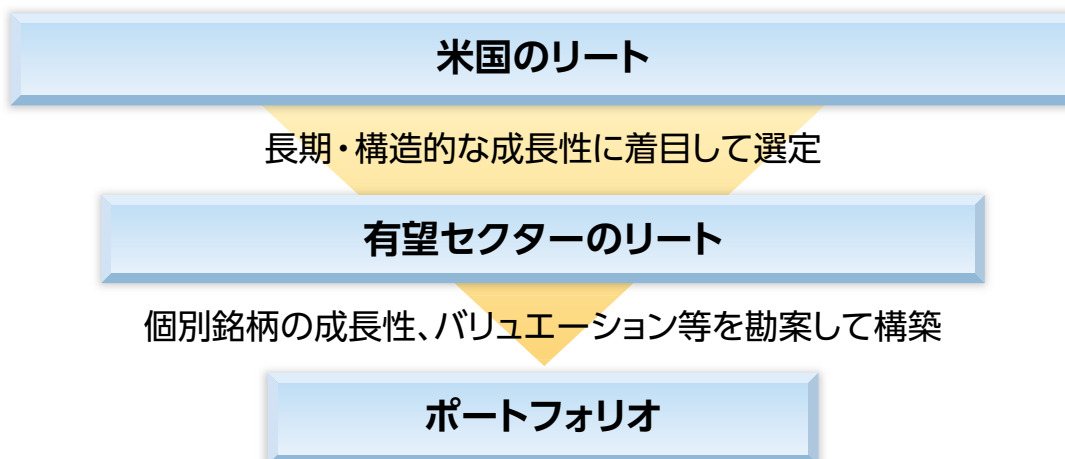 米国のリート
長期・構造的な成長性に着目して選定
有望セクターのリート
個別銘柄の成長性、バリュエーション等を勘案して構築
ポートフォリオ